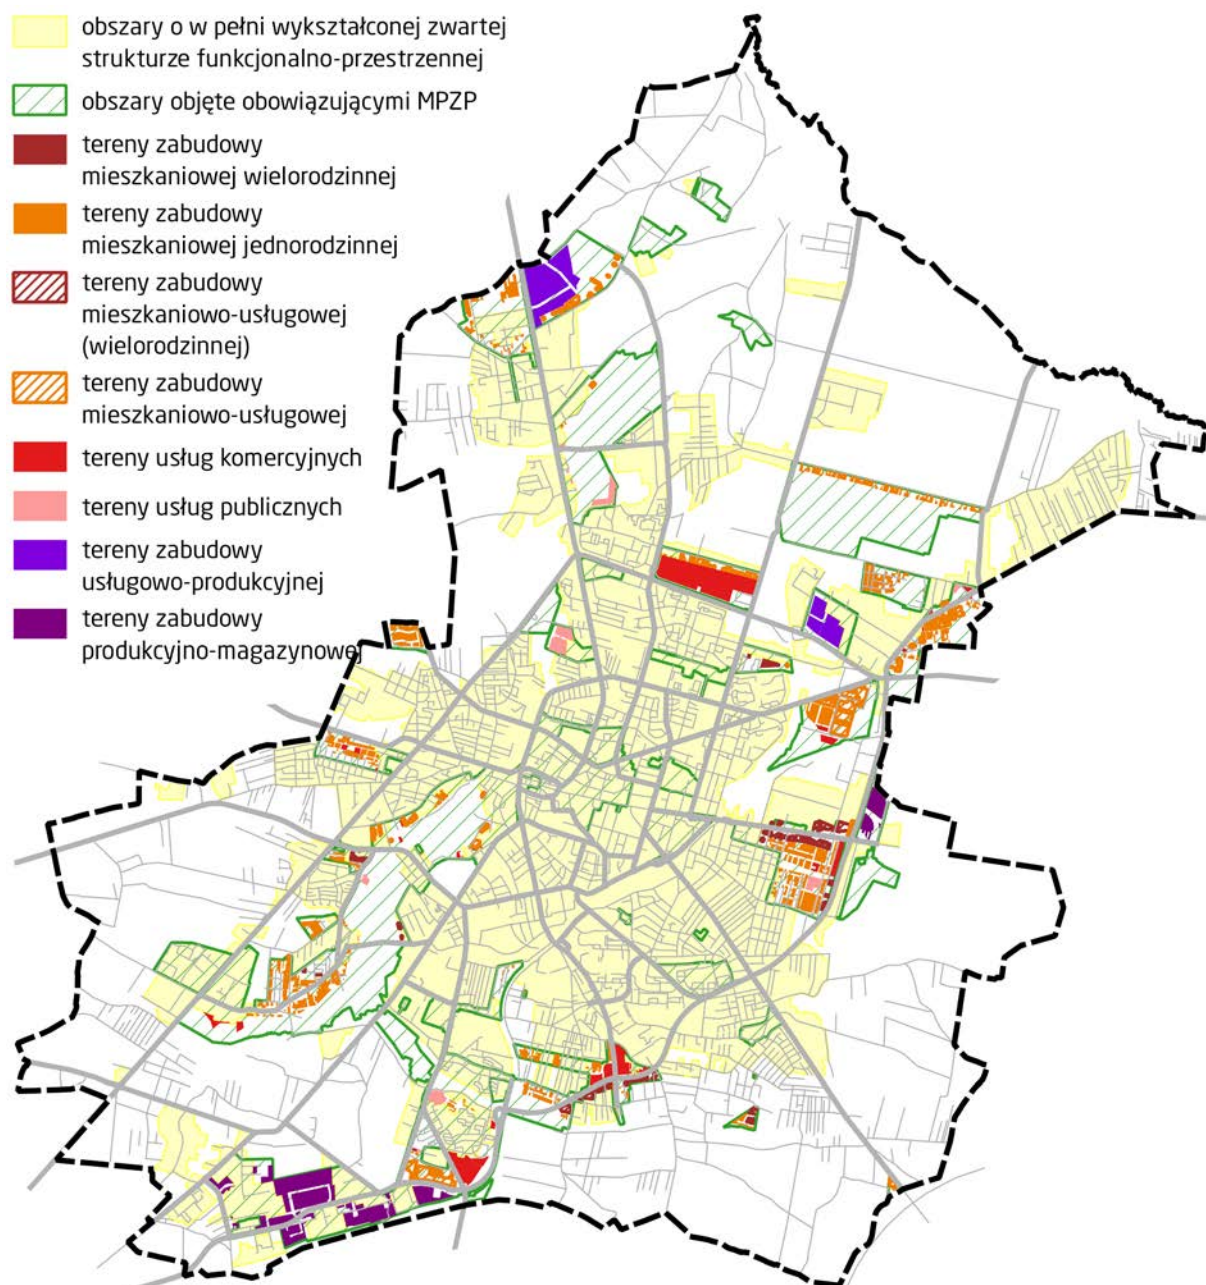 obszary o w pełni wykształconej zwartej
strukturze funkcjonalno-przestrzennej
obszary objęte obowiązującymi MPZP
tereny zabudowy
mieszkaniowej wielorodzinnej
tereny zabudowy
mieszkaniowej jednorodzinnej
tereny zabudowy
mieszkaniowo-usługowej
(wielorodzinnej)
tereny zabudowy
mieszkaniowo-usługowej
tereny usług komercyjnych
tereny usług publicznych
tereny zabudowy
usługowo-produkcyjnej
tereny zabudowy
produkcyjno-magazynowej